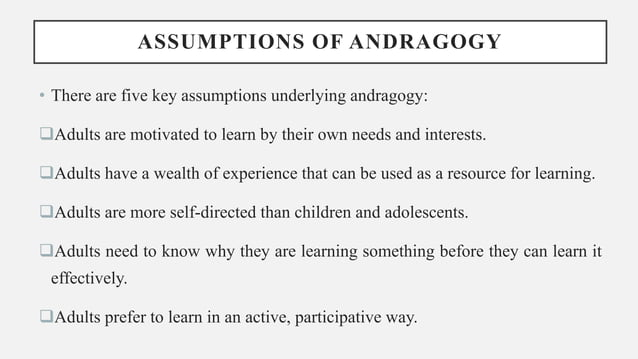 ASSUMPTIONS OF ANDRAGOGY
• There are five key assumptions underlying andragogy:
❑Adults are motivated to learn by their own needs and interests.
❑Adults have a wealth of experience that can be used as a resource for learning.
❑Adults are more self-directed than children and adolescents.
❑Adults need to know why they are learning something before they can learn it
effectively.
❑Adults prefer to learn in an active, participative way.